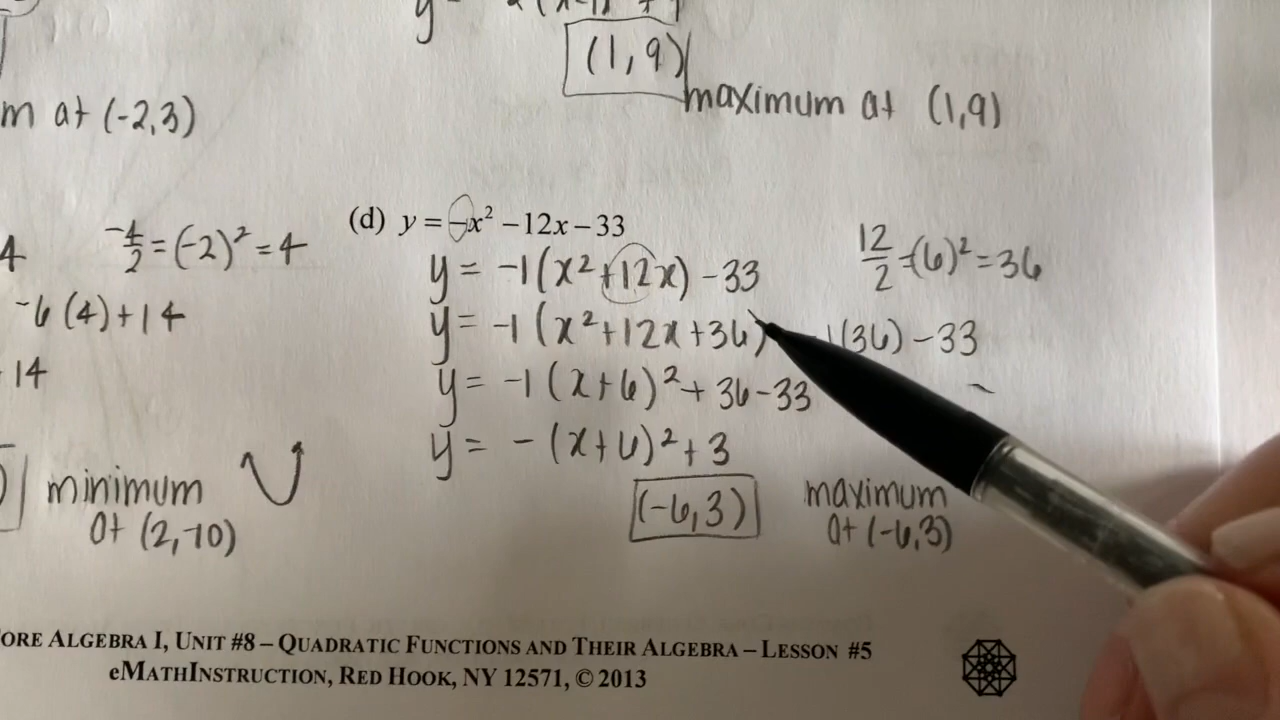 (1,9)
maximum at (1,9)
m at (-2,3)
4
-4/2 = (-2)² = 4
-6(4)+14
14
minimum
at (2,-10)
(d) y = -x² - 12x - 33
y = -1(x²+12x) - 33
y = -1(x²+12x+36)
y = -1(x+6)²+36-33
y = -(x+6)²+3
(-6,3)
12/2 = (6)² = 36
1(36) - 33
maximum
at (-6,3)
ORE ALGEBRA I, UNIT #8 – QUADRATIC FUNCTIONS AND THEIR ALGEBRA – LESSON #5
eMATHINSTRUCTION, RED HOOK, NY 12571, © 2013